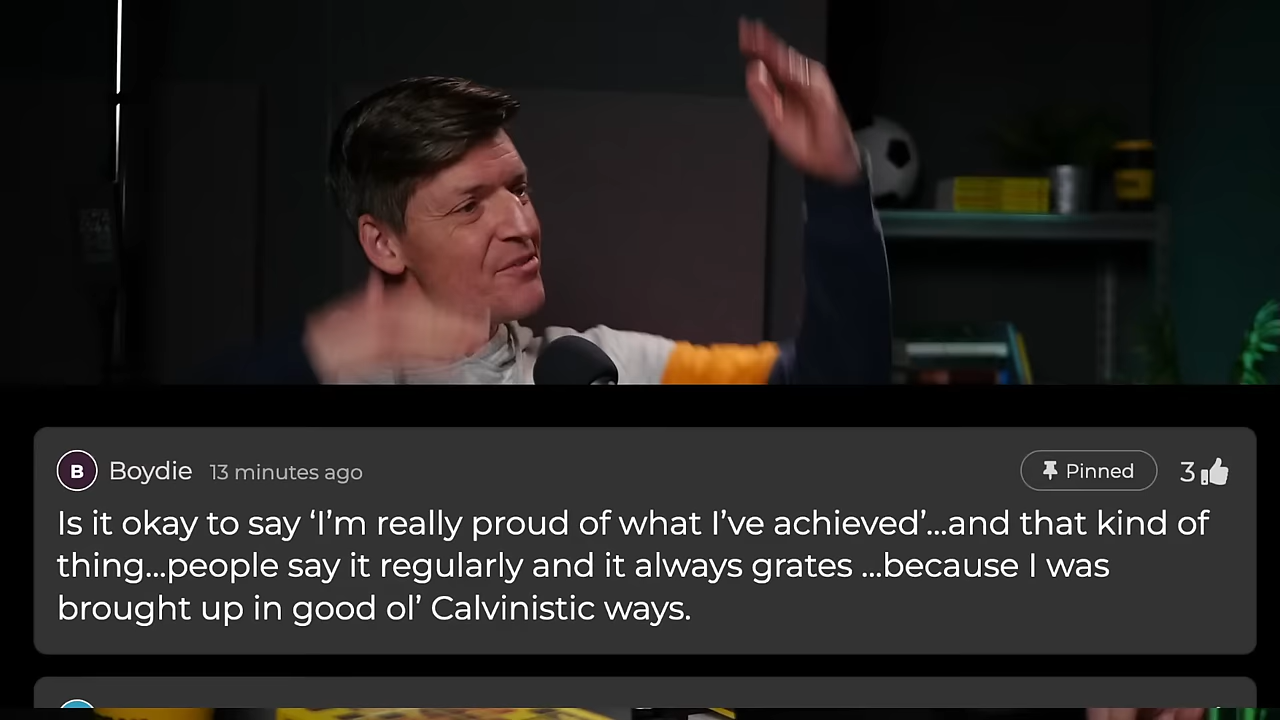 B
Boydie 13 minutes ago Pinned 3
Is it okay to say ‘I’m really proud of what I’ve achieved’...and that kind of
thing...people say it regularly and it always grates ...because I was
brought up in good ol’ Calvinistic ways.